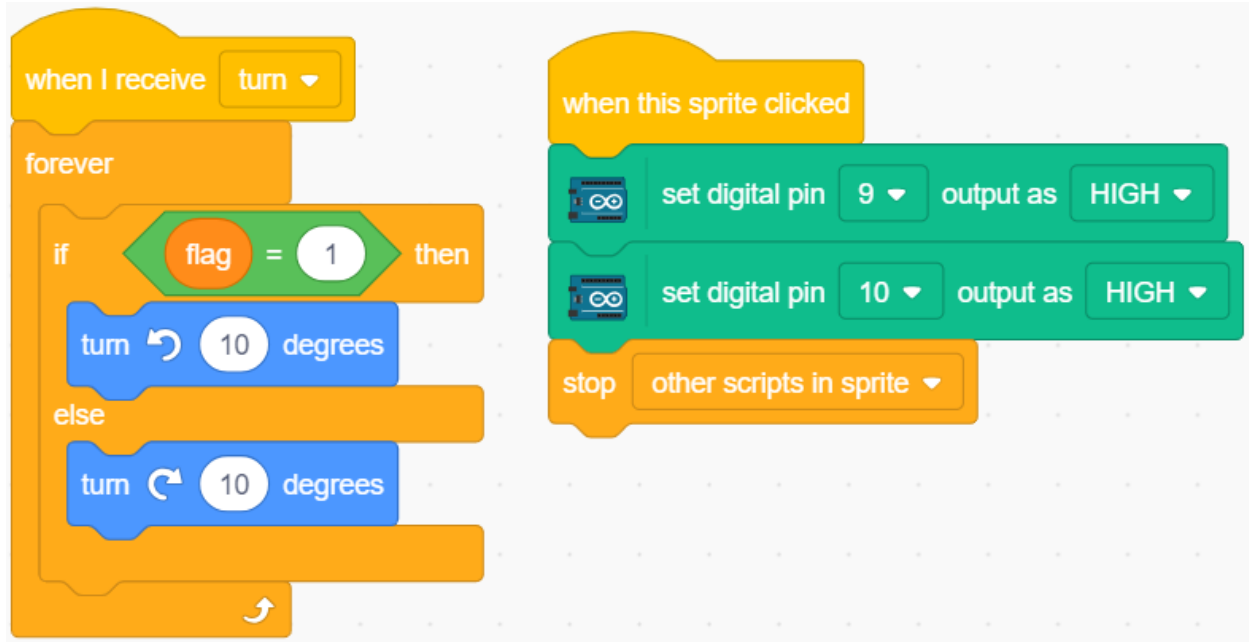 when I receive turn
forever
if flag = 1 then
turn 10 degrees
else
turn 10 degrees
when this sprite clicked
set digital pin 9 output as HIGH
set digital pin 10 output as HIGH
stop other scripts in sprite